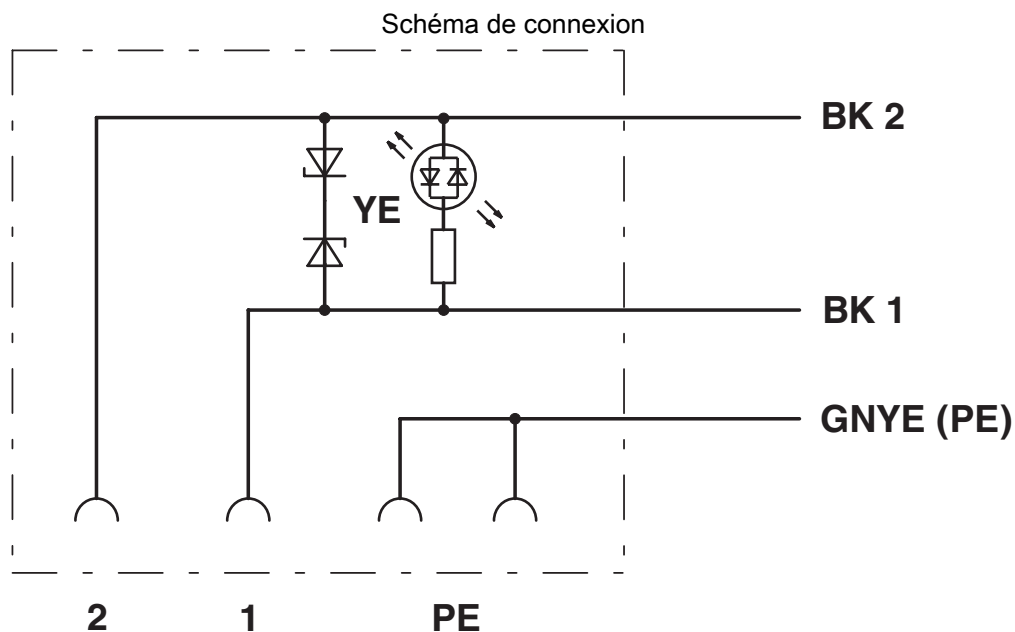 Schéma de connexion
BK 2
YE
BK 1
GNYE (PE)
2 1 PE